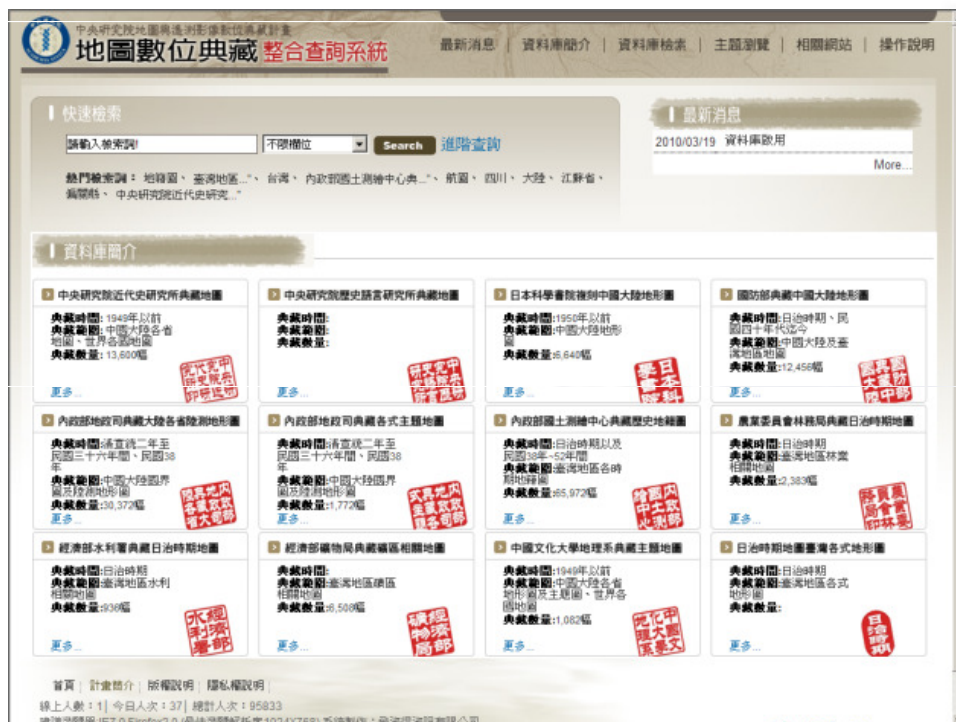 中央研究院地圖與遙測影像數位典藏計畫
地圖數位典藏 整合查詢系統
最新消息 | 資料庫簡介 | 資料庫檢索 | 主題瀏覽 | 相關網站 | 操作說明
快速檢索
請輸入檢索詞! 不限欄位 Search 進階查詢
熱門檢索詞： 地籍圖、 臺灣地區..."、 台灣、 內政部國土測繪中心典..."、 航圖、 四川、 大陸、 江蘇省、
偏關縣、 中央研究院近代史研究..."
最新消息
2010/03/19 資料庫啟用
More...
資料庫簡介
中央研究院近代史研究所典藏地圖
典藏時間: 1949年以前
典藏範圍: 中國大陸各省
地圖、世界各國地圖
典藏數量: 13,600幅
更多...
中央研究院歷史語言研究所典藏地圖
典藏時間:
典藏範圍:
典藏數量:
更多...
日本科學書院複刻中國大陸地形圖
典藏時間:1950年以前
典藏範圍:中國大陸地形
圖
典藏數量:6,640幅
更多...
國防部典藏中國大陸地形圖
典藏時間:日治時期、民
國四十年代迄今
典藏範圍:中國大陸及臺
灣地區地圖
典藏數量:12,456幅
更多...
內政部地政司典藏大陸各省陸測地形圖
典藏時間:清宣統二年至
民國三十六年間、民國38
年
典藏範圍:中國大陸國界
圖及陸測地形圖
典藏數量:30,372幅
更多...
內政部地政司典藏各式主題地圖
典藏時間:清宣統二年至
民國三十六年間、民國38
年
典藏範圍:中國大陸國界
圖及陸測地形圖
典藏數量:1,772幅
更多...
內政部國土測繪中心典藏歷史地籍圖
典藏時間:日治時期以及
民國38年~52年間
典藏範圍:臺灣地區各時
期地籍圖
典藏數量:65,972幅
更多...
農業委員會林務局典藏日治時期地圖
典藏時間:日治時期
典藏範圍:臺灣地區林業
相關地圖
典藏數量:2,383幅
更多...
經濟部水利署典藏日治時期地圖
典藏時間:日治時期
典藏範圍:臺灣地區水利
相關地圖
典藏數量:936幅
更多...
經濟部礦物局典藏礦區相關地圖
典藏時間:
典藏範圍:臺灣地區礦區
相關地圖
典藏數量:6,508幅
更多...
中國文化大學地理系典藏主題地圖
典藏時間:1949年以前
典藏範圍:中國大陸各省
地形圖及主題圖、世界各
國地圖
典藏數量:1,082幅
更多...
日治時期地圖臺灣各式地形圖
典藏時間:日治時期
典藏範圍:臺灣地區各式
地形圖
典藏數量:
更多...
日治時期
首頁 | 計畫簡介 | 版權說明 | 隱私權說明
線上人數：1| 今日人次：37| 總計人次：95833